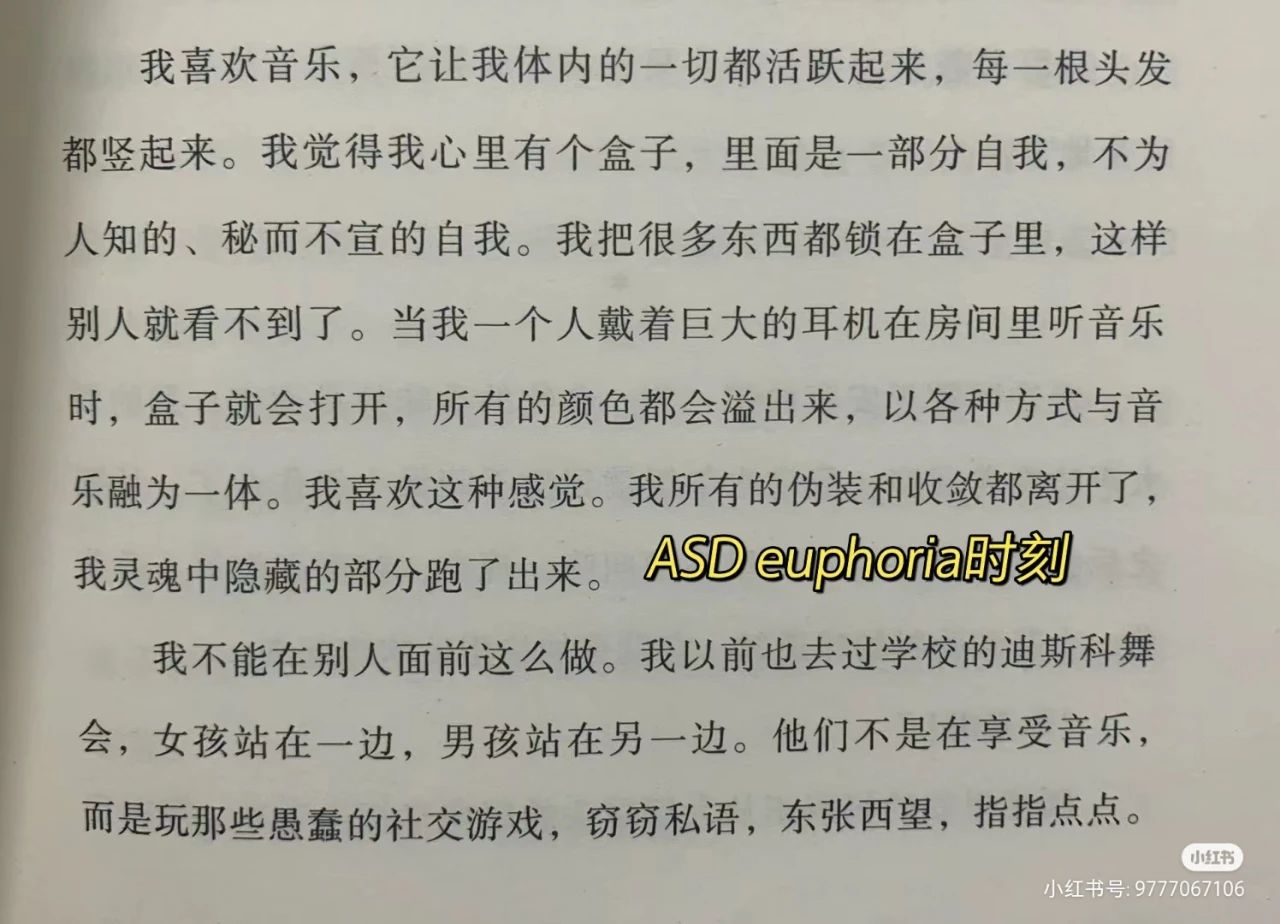 我喜欢音乐，它让我体内的一切都活跃起来，每一根头发
都竖起来。我觉得我心里有个盒子，里面是一部分自我，不为
人知的、秘而不宣的自我。我把很多东西都锁在盒子里，这样
别人就看不到了。当我一个人戴着巨大的耳机在房间里听音乐
时，盒子就会打开，所有的颜色都会溢出来，以各种方式与音
乐融为一体。我喜欢这种感觉。我所有的伪装和收敛都离开了，
我灵魂中隐藏的部分跑了出来。
ASD euphoria时刻
我不能在别人面前这么做。我以前也去过学校的迪斯科舞
会，女孩站在一边，男孩站在另一边。他们不是在享受音乐，
而是玩那些愚蠢的社交游戏，窃窃私语，东张西望，指指点点。
小红书
小红书号: 9777067106